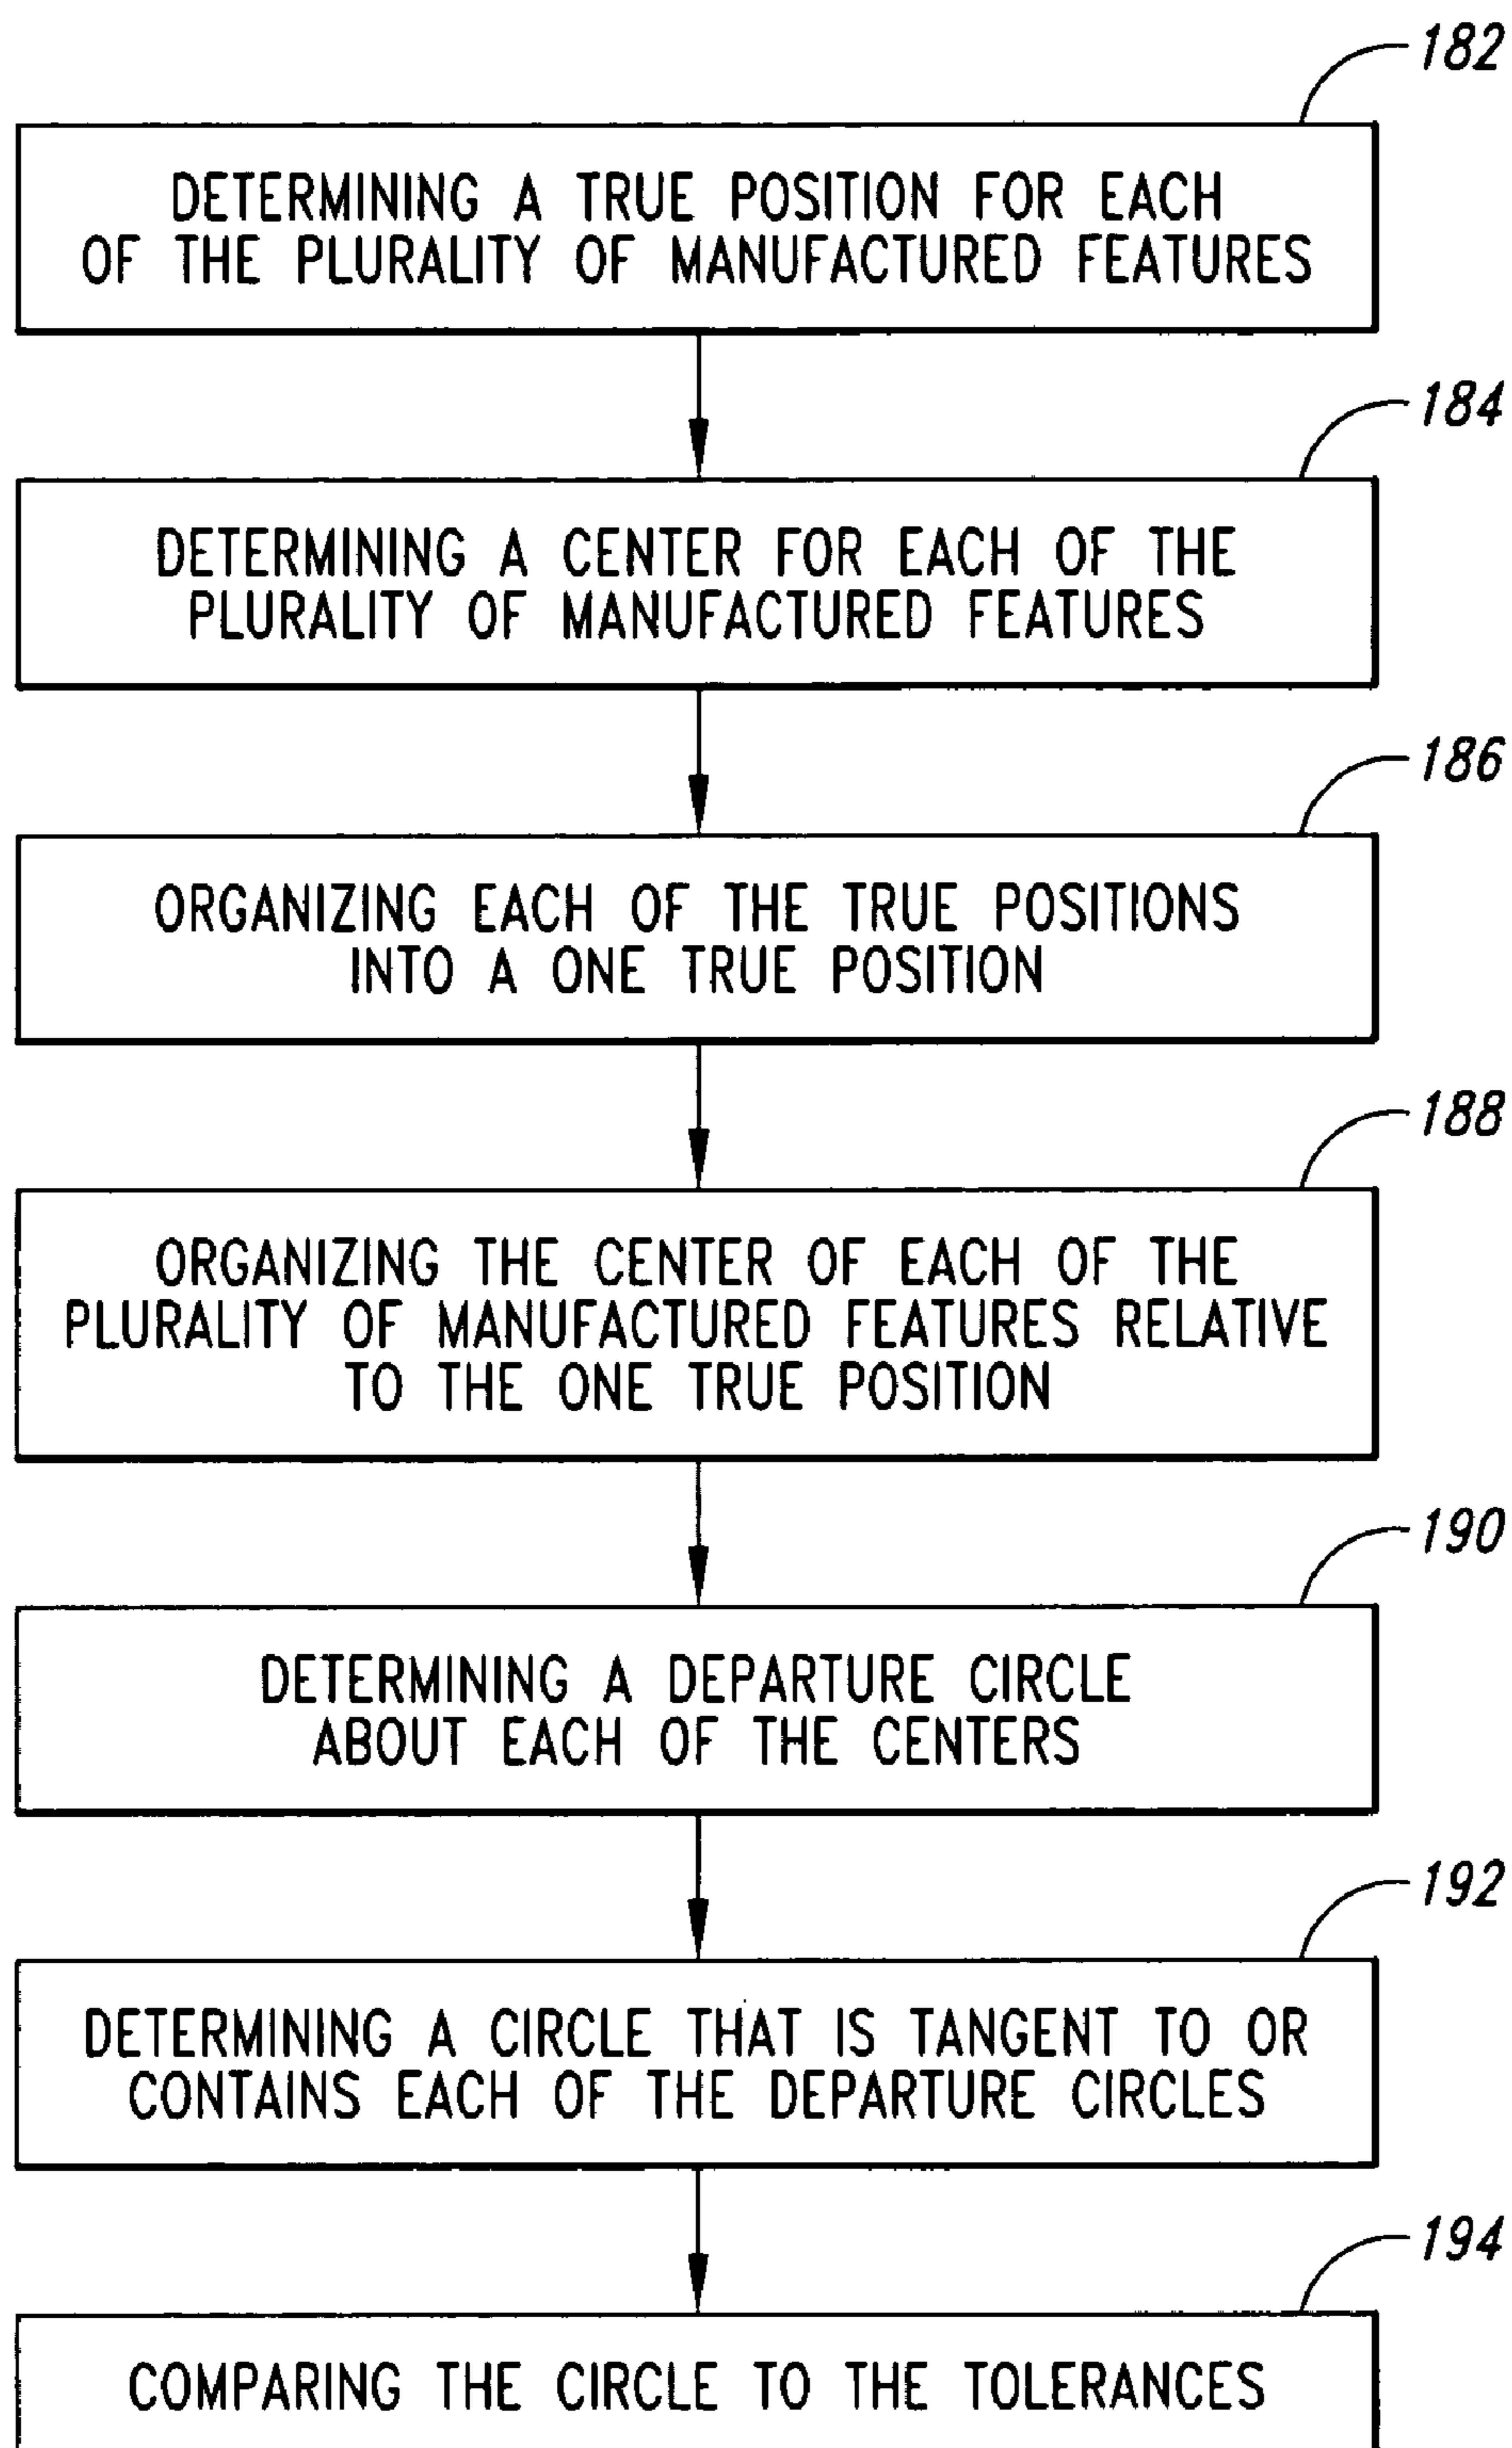 182
DETERMINING A TRUE POSITION FOR EACH
OF THE PLURALITY OF MANUFACTURED FEATURES
184
DETERMINING A CENTER FOR EACH OF THE
PLURALITY OF MANUFACTURED FEATURES
186
ORGANIZING EACH OF THE TRUE POSITIONS
INTO A ONE TRUE POSITION
188
ORGANIZING THE CENTER OF EACH OF THE
PLURALITY OF MANUFACTURED FEATURES RELATIVE
TO THE ONE TRUE POSITION
190
DETERMINING A DEPARTURE CIRCLE
ABOUT EACH OF THE CENTERS
192
DETERMINING A CIRCLE THAT IS TANGENT TO OR
CONTAINS EACH OF THE DEPARTURE CIRCLES
194
COMPARING THE CIRCLE TO THE TOLERANCES